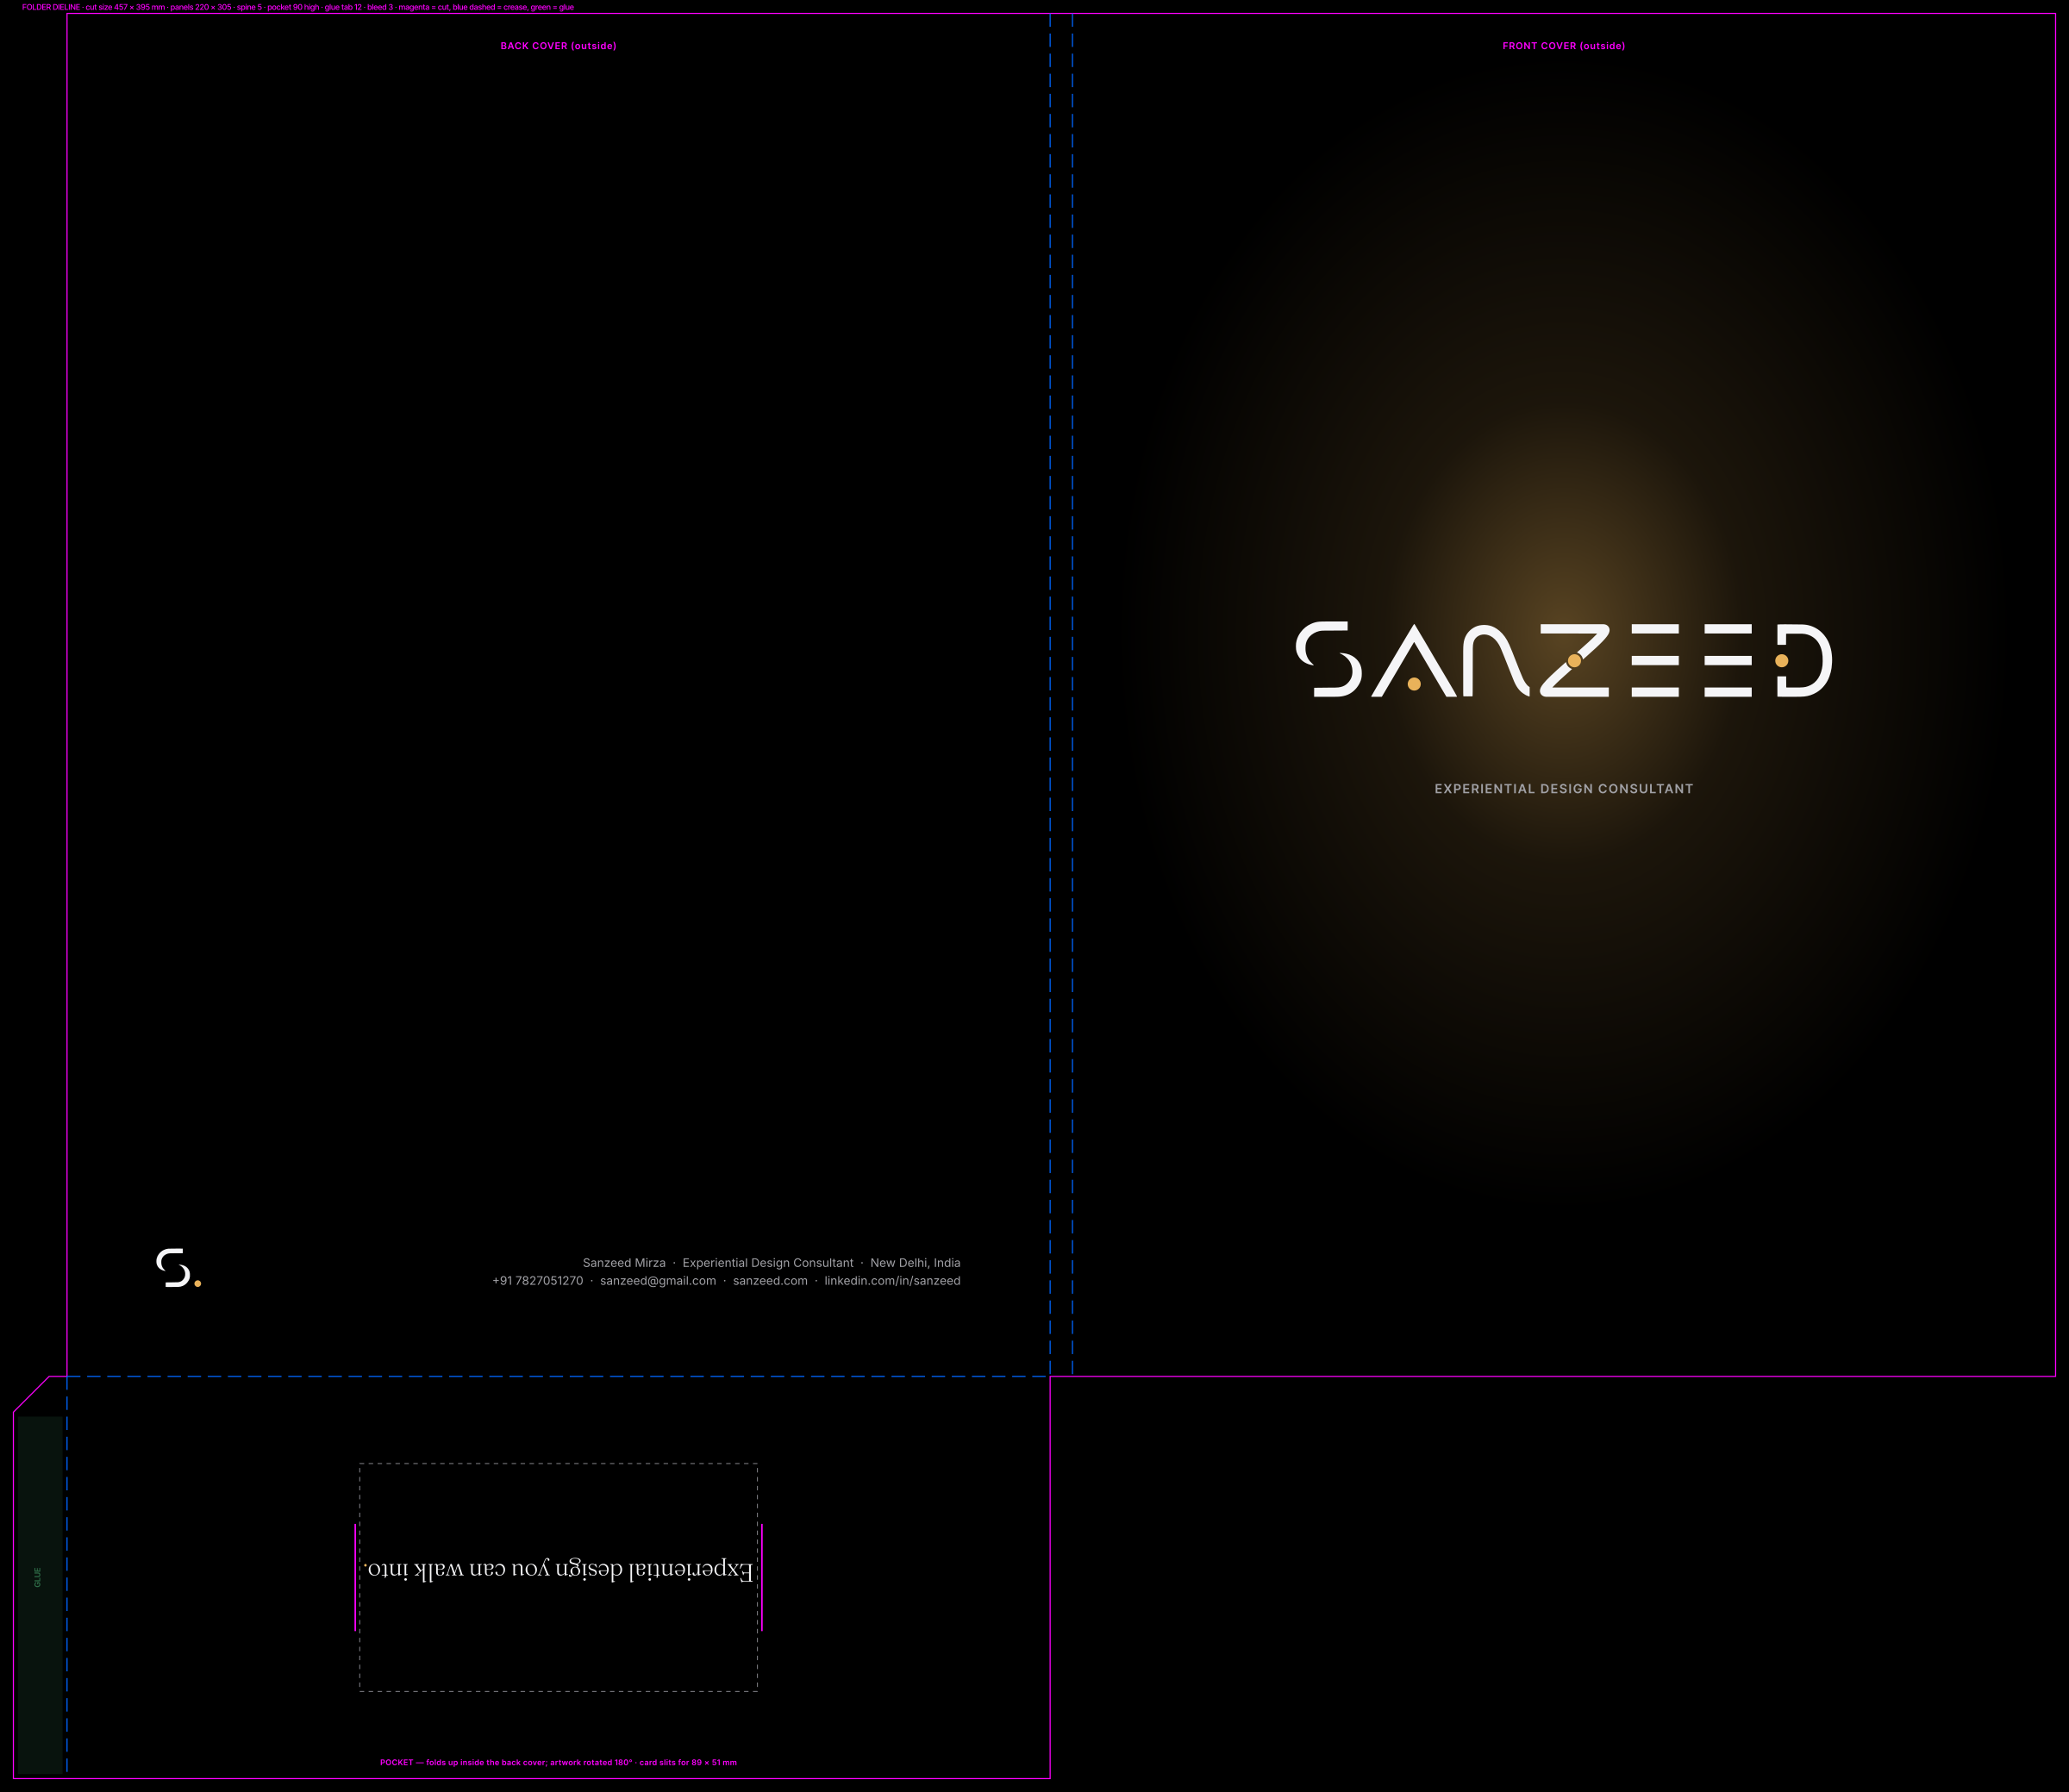 FOLDER DIELINE · cut size 457 × 395 mm · panels 220 × 305 · spine 5 · pocket 90 high · glue tab 12 · bleed 3 · magenta = cut, blue dashed = crease, green = glue
BACK COVER (outside)
FRONT COVER (outside)
SANZEED
EXPERIENTIAL DESIGN CONSULTANT
S.
Sanzeed Mirza · Experiential Design Consultant · New Delhi, India
+91 7827051270 · sanzeed@gmail.com · sanzeed.com · linkedin.com/in/sanzeed
GLUE
Experiential design you can walk into.
POCKET — folds up inside the back cover; artwork rotated 180° · card slits for 89 × 51 mm